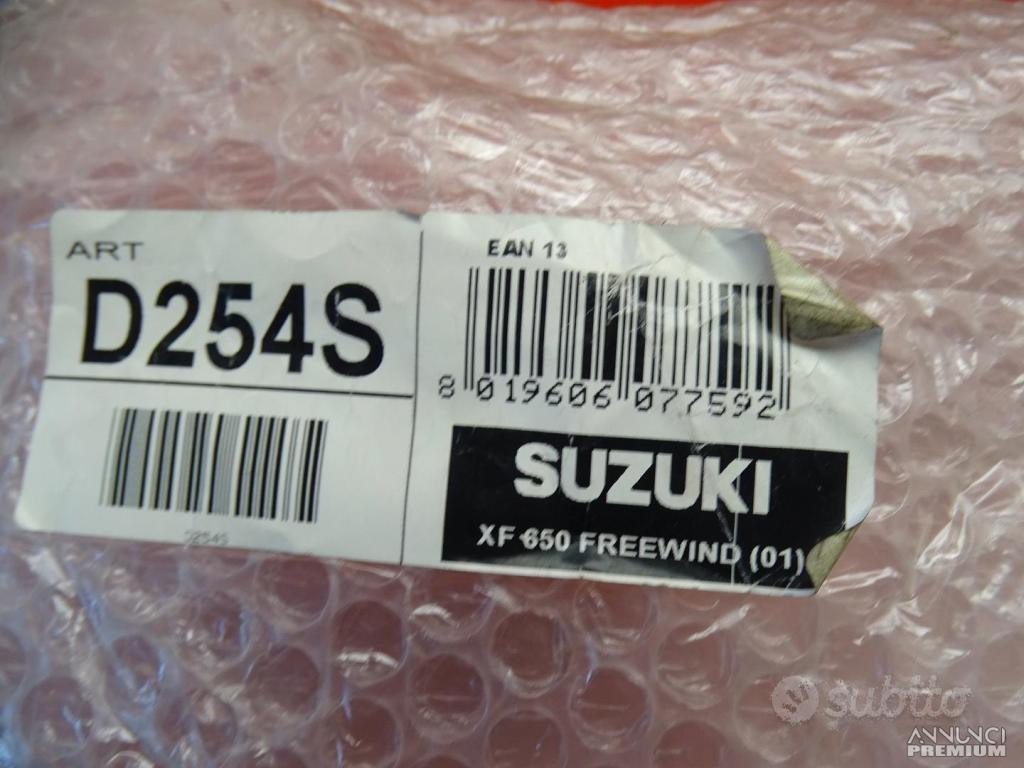 ART
D254S
D254S
EAN 13
8 019606 077592
SUZUKI
XF 650 FREEWIND (01)
subito
ANNUNCI
PREMIUM